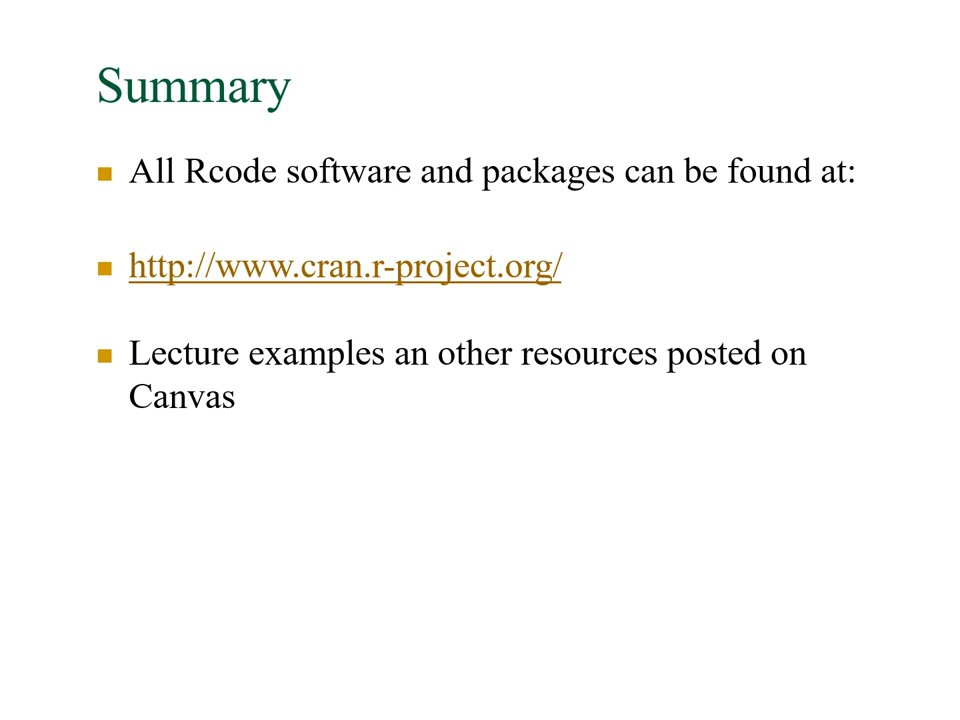 Summary
All Rcode software and packages can be found at:
http://www.cran.r-project.org/
Lecture examples an other resources posted on
Canvas